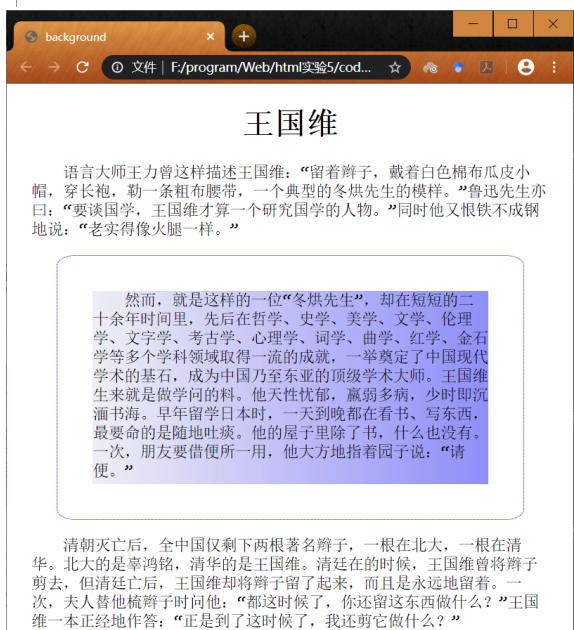 background
文件 | F:/program/Web/html实验5/cod...
王国维
语言大师王力曾这样描述王国维：“留着辫子，戴着白色棉布瓜皮小
帽，穿长袍，勒一条粗布腰带，一个典型的冬烘先生的模样。”鲁迅先生亦
曰：“要谈国学，王国维才算一个研究国学的人物。”同时他又恨铁不成钢
地说：“老实得像火腿一样。”
然而，就是这样的一位“冬烘先生”，却在短短的二
十余年时间里，先后在哲学、史学、美学、文学、伦理
学、文字学、考古学、心理学、词学、曲学、红学、金石
学等多个学科领域取得一流的成就，一举奠定了中国现代
学术的基石，成为中国乃至东亚的顶级学术大师。王国维
生来就是做学问的料。他天性忧郁，羸弱多病，少时即沉
湎书海。早年留学日本时，一天到晚都在看书、写东西，
最要命的是随地吐痰。他的屋子里除了书，什么也没有。
一次，朋友要借便所一用，他大方地指着园子说：“请
便。”
清朝灭亡后，全中国仅剩下两根著名辫子，一根在北大，一根在清
华。北大的是辜鸿铭，清华的是王国维。清廷在的时候，王国维曾将辫子
剪去，但清廷亡后，王国维却将辫子留了起来，而且是永远地留着。一
次，夫人替他梳辫子时问他：“都这时候了，你还留这东西做什么？”王国
维一本正经地作答：“正是到了这时候了，我还剪它做什么？”